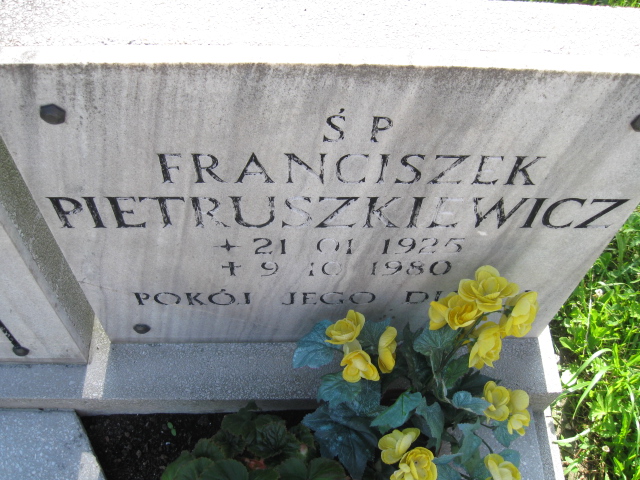 Ś P
FRANCISZEK
PIETRUSZKIEWICZ
+ 21 01 1925
+ 9 10 1980
POKÓJ JEGO